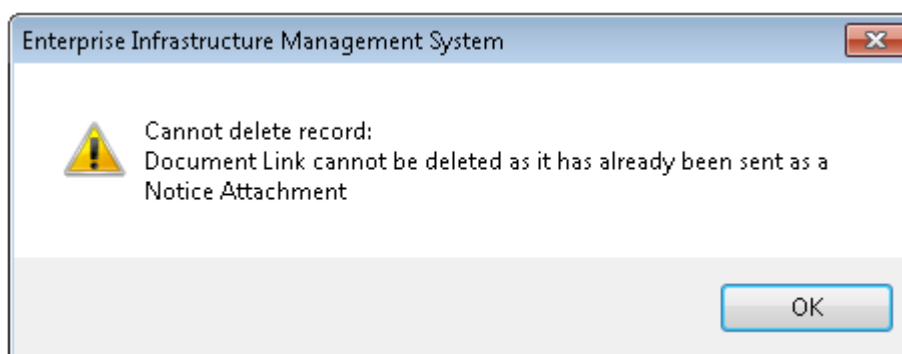 Enterprise Infrastructure Management System
Cannot delete record:
Document Link cannot be deleted as it has already been sent as a
Notice Attachment
OK